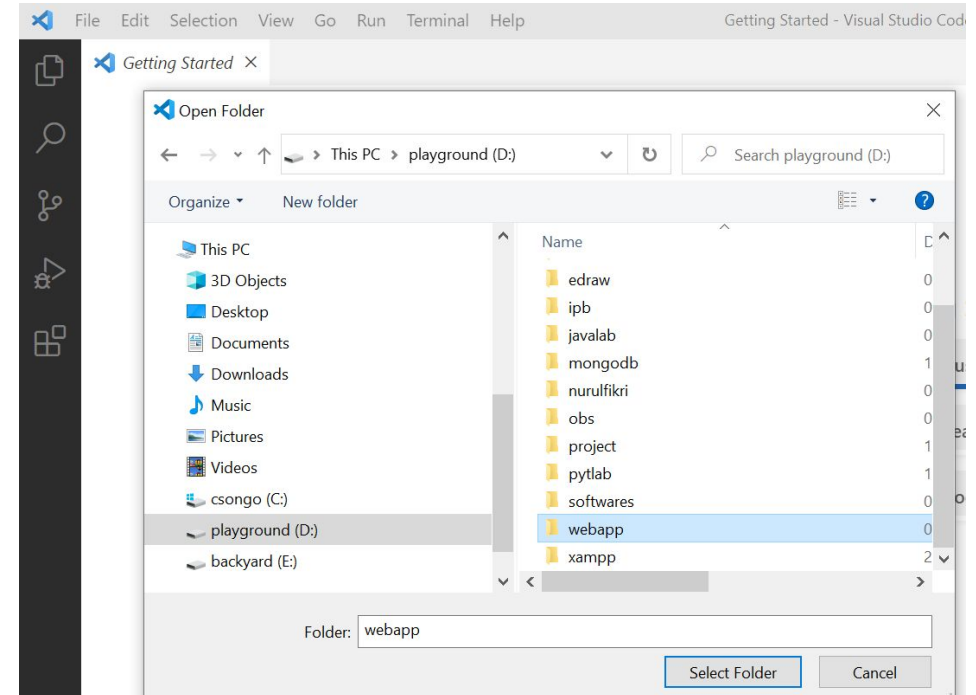 File Edit Selection View Go Run Terminal Help Getting Started - Visual Studio Code
Getting Started
Open Folder
This PC > playground (D:)
Search playground (D:)
Organize New folder
This PC
3D Objects
Desktop
Documents
Downloads
Music
Pictures
Videos
csongo (C:)
playground (D:)
backyard (E:)
Name
edraw
ipb
javalab
mongodb
nurulfikri
obs
project
pytlab
softwares
webapp
xampp
Folder: webapp
Select Folder Cancel